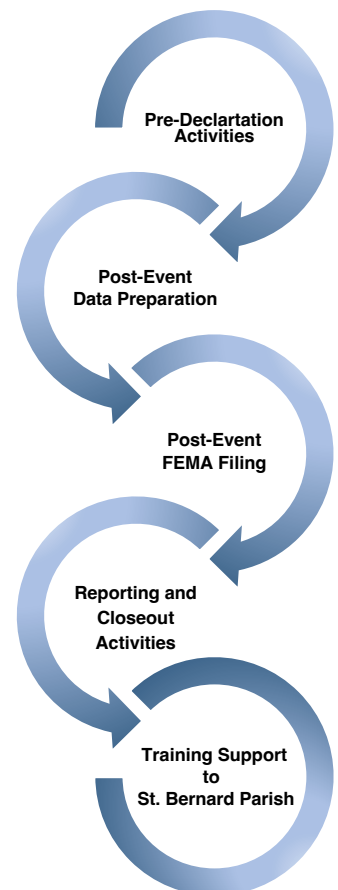 Pre-Declartation
Activities
Post-Event
Data Preparation
Post-Event
FEMA Filing
Reporting and
Closeout
Activities
Training Support
to
St. Bernard Parish